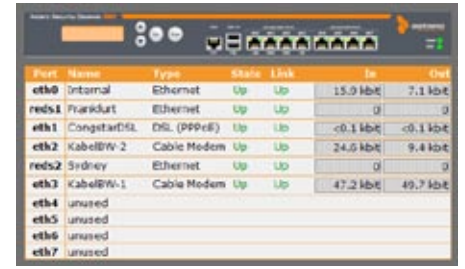 Port Name Type State Link In Out
eth0 Internal Ethernet Up Up 15.9 kbit 7.1 kbit
reds1 Frankfurt Ethernet Up Up 0 0
eth1 CongstarDSL DSL (PPPoE) Up Up <0.1 kbit <0.1 kbit
eth2 KabelBW-2 Cable Modem Up Up 24.6 kbit 9.4 kbit
reds2 Sydney Ethernet Up Up 0 0
eth3 KabelBW-1 Cable Modem Up Up 47.2 kbit 49.7 kbit
eth4 unused
eth5 unused
eth6 unused
eth7 unused